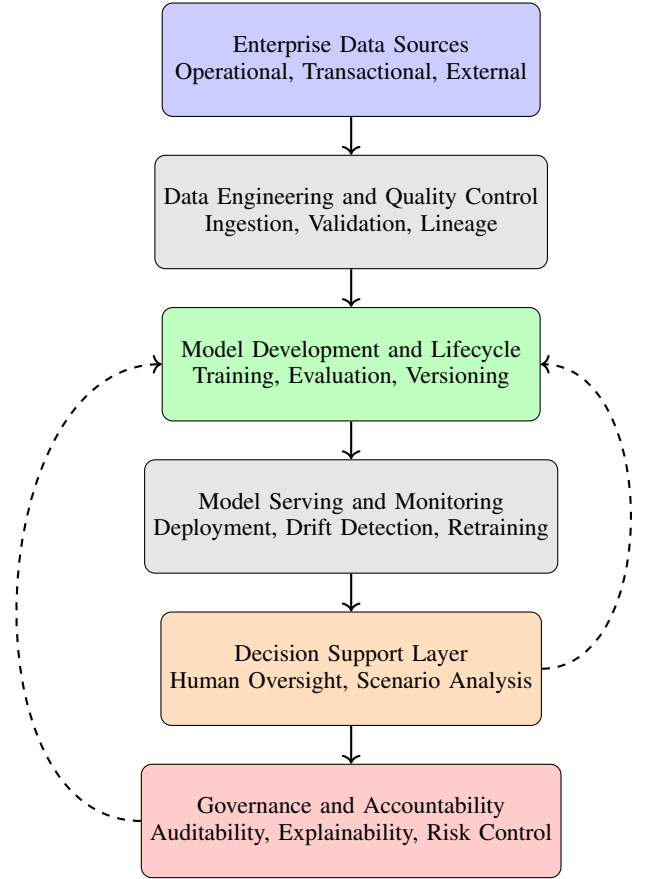 Enterprise Data Sources
Operational, Transactional, External
Data Engineering and Quality Control
Ingestion, Validation, Lineage
Model Development and Lifecycle
Training, Evaluation, Versioning
Model Serving and Monitoring
Deployment, Drift Detection, Retraining
Decision Support Layer
Human Oversight, Scenario Analysis
Governance and Accountability
Auditability, Explainability, Risk Control